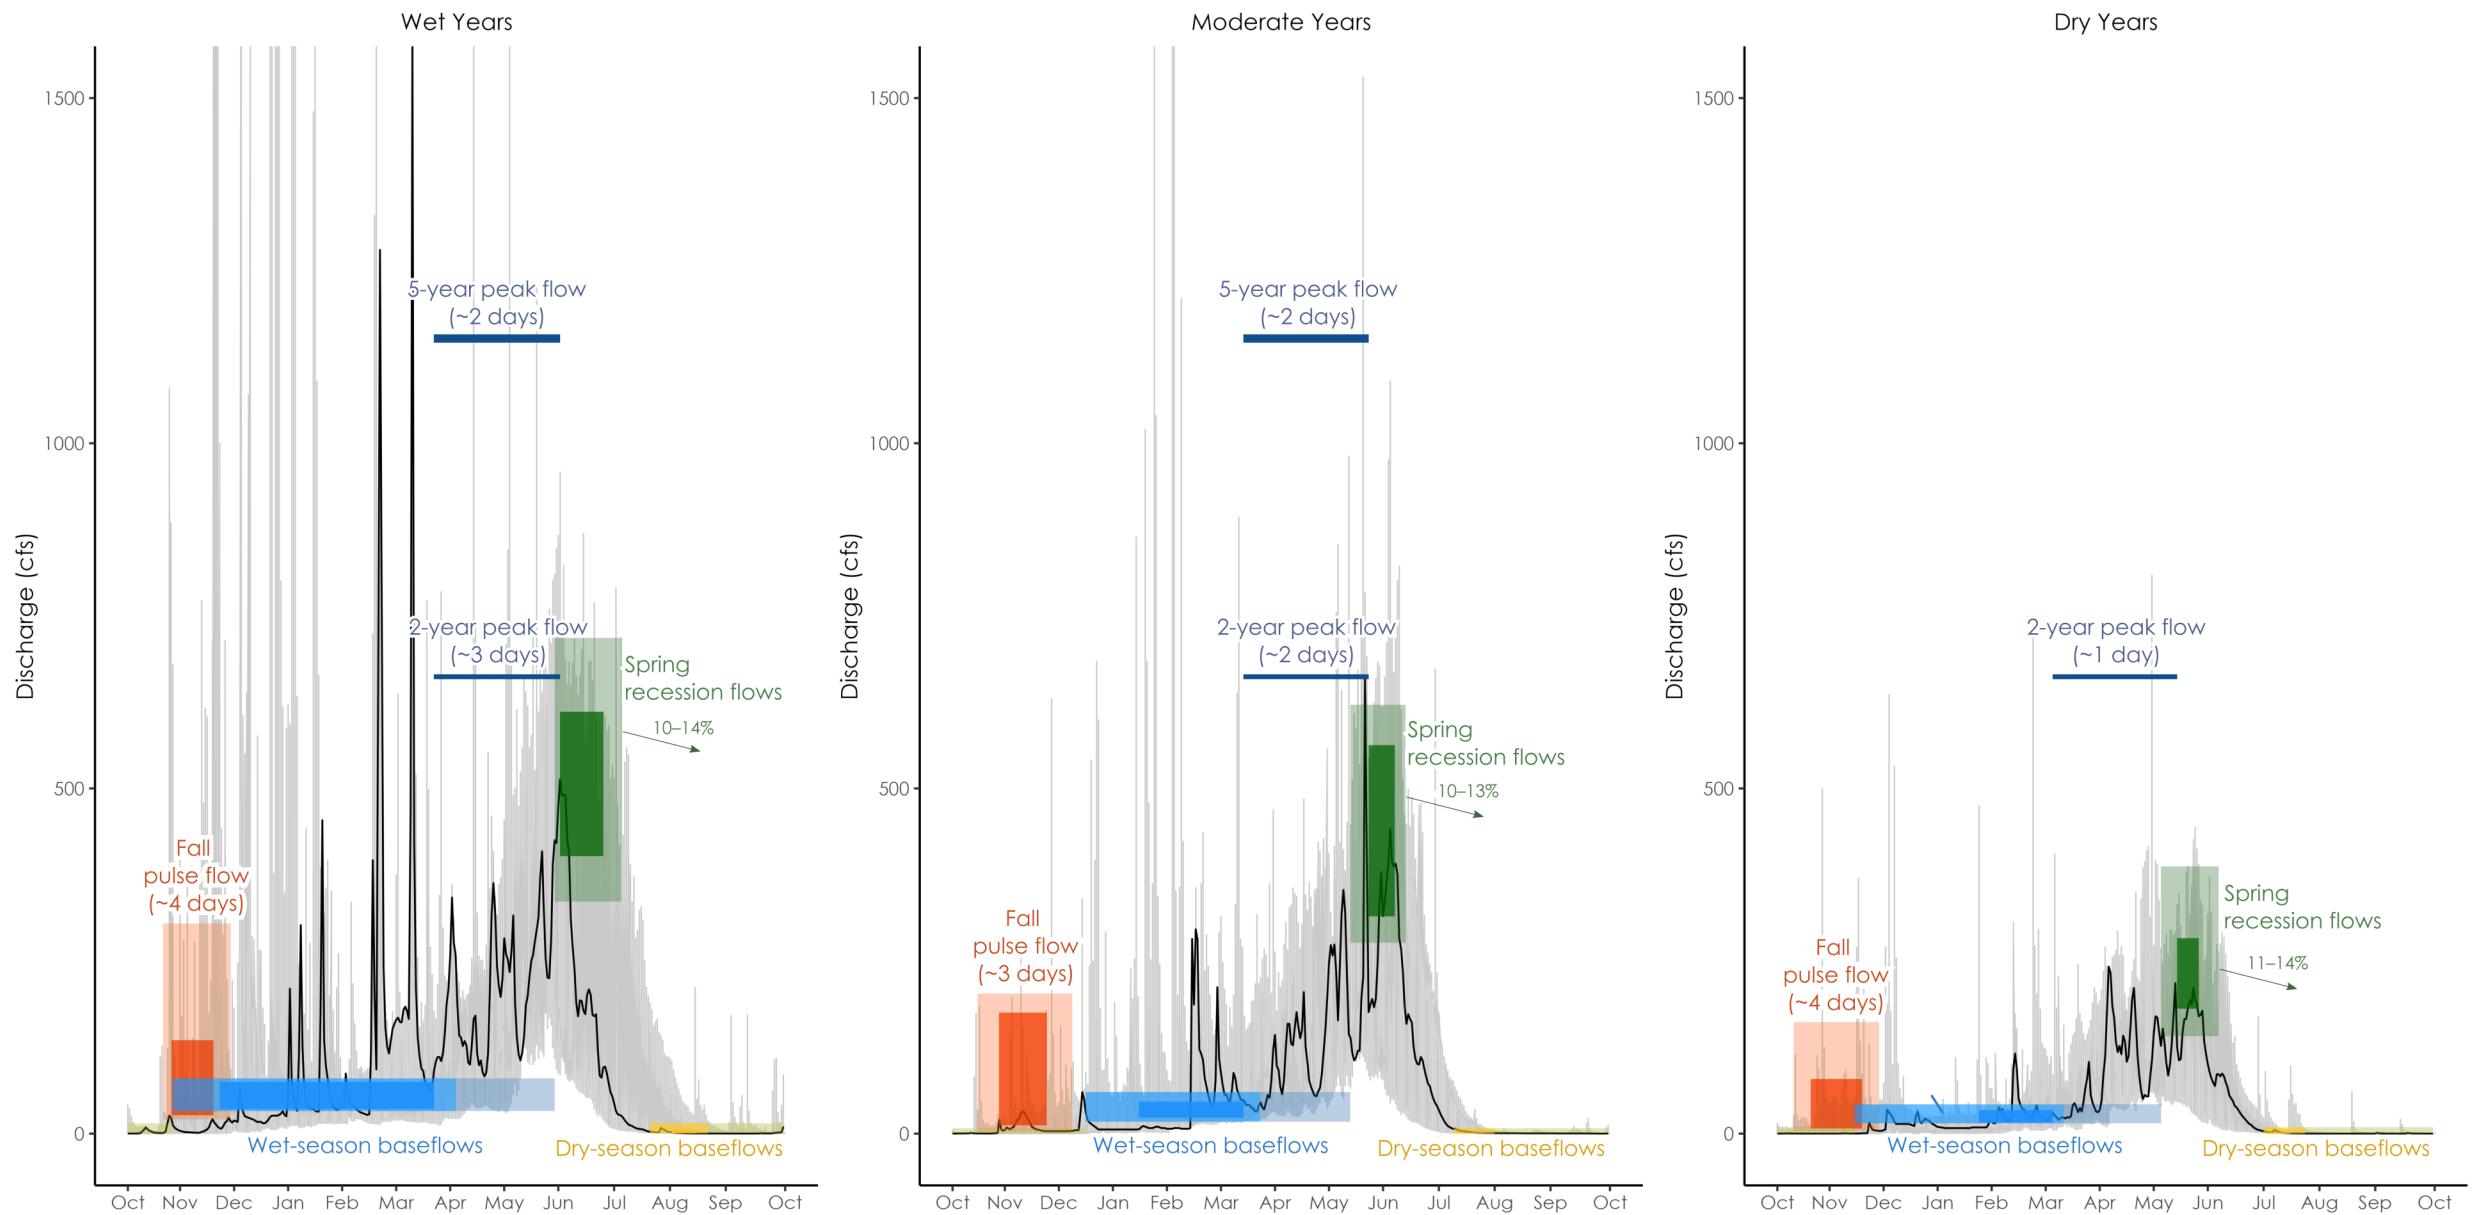 Wet Years
Discharge (cfs)
1500
1000
500
0
5-year peak flow
(~2 days)
2-year peak flow
(~3 days)
Spring
recession flows
10–14%
Fall
pulse flow
(~4 days)
Wet-season baseflows
Dry-season baseflows
Oct Nov Dec Jan Feb Mar Apr May Jun Jul Aug Sep Oct
Moderate Years
Discharge (cfs)
1500
1000
500
0
5-year peak flow
(~2 days)
2-year peak flow
(~2 days)
Spring
recession flows
10–13%
Fall
pulse flow
(~3 days)
Wet-season baseflows
Dry-season baseflows
Oct Nov Dec Jan Feb Mar Apr May Jun Jul Aug Sep Oct
Dry Years
Discharge (cfs)
1500
1000
500
0
2-year peak flow
(~1 day)
Spring
recession flows
11–14%
Fall
pulse flow
(~4 days)
Wet-season baseflows
Dry-season baseflows
Oct Nov Dec Jan Feb Mar Apr May Jun Jul Aug Sep Oct